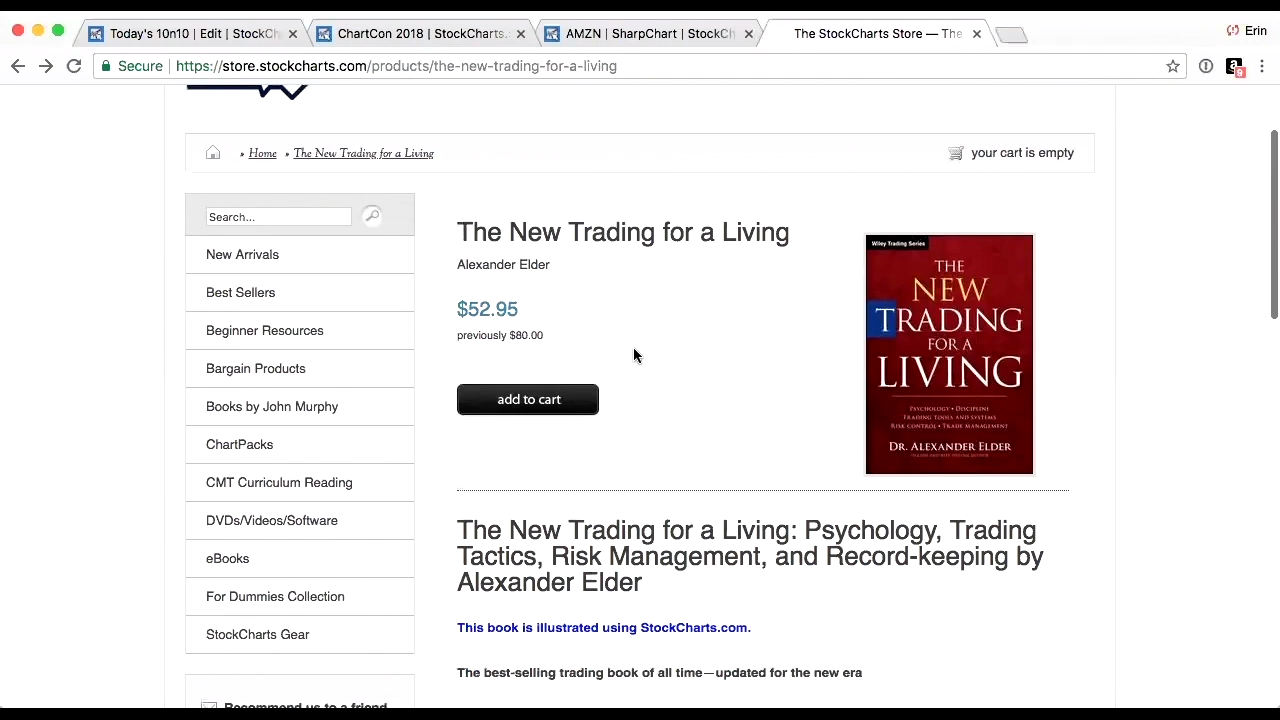 Today's 10n10 | Edit | StockCh
ChartCon 2018 | StockCharts.
AMZN | SharpChart | StockCh
The StockCharts Store — The
Erin
Secure
https://store.stockcharts.com/products/the-new-trading-for-a-living
9
» Home » The New Trading for a Living
your cart is empty
Search...
New Arrivals
Best Sellers
Beginner Resources
Bargain Products
Books by John Murphy
ChartPacks
CMT Curriculum Reading
DVDs/Videos/Software
eBooks
For Dummies Collection
StockCharts Gear
Recommend us to a friend
The New Trading for a Living
Alexander Elder
$52.95
previously $80.00
add to cart
Wiley Trading Series
THE
NEW
TRADING
FOR A
LIVING
PSYCHOLOGY • DISCIPLINE
TRADING TOOLS AND SYSTEMS
RISK CONTROL • TRADE MANAGEMENT
DR. ALEXANDER ELDER
The New Trading for a Living: Psychology, Trading
Tactics, Risk Management, and Record-keeping by
Alexander Elder
This book is illustrated using StockCharts.com.
The best-selling trading book of all time—updated for the new era